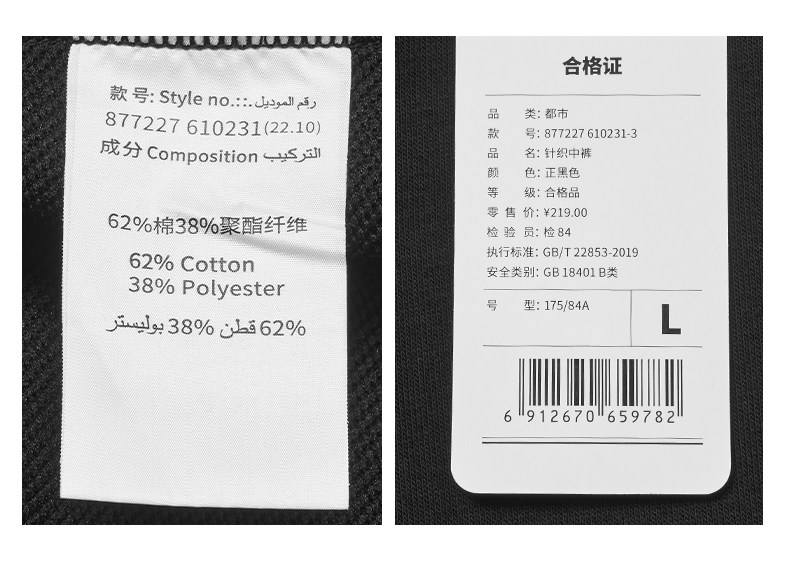 款号: Style no.::. رقم الموديل
877227 610231(22.10)
成分 Composition التركيب
62%棉38%聚酯纤维
62% Cotton
38% Polyester
62% قطن 38% بوليستر
合格证
品 类: 都市
款 号: 877227 610231-3
品 名: 针织中裤
颜 色: 正黑色
等 级: 合格品
零 售 价: ¥219.00
检 验 员: 检 84
执行标准: GB/T 22853-2019
安全类别: GB 18401 B类
号 型: 175/84A
L
6 912670 659782